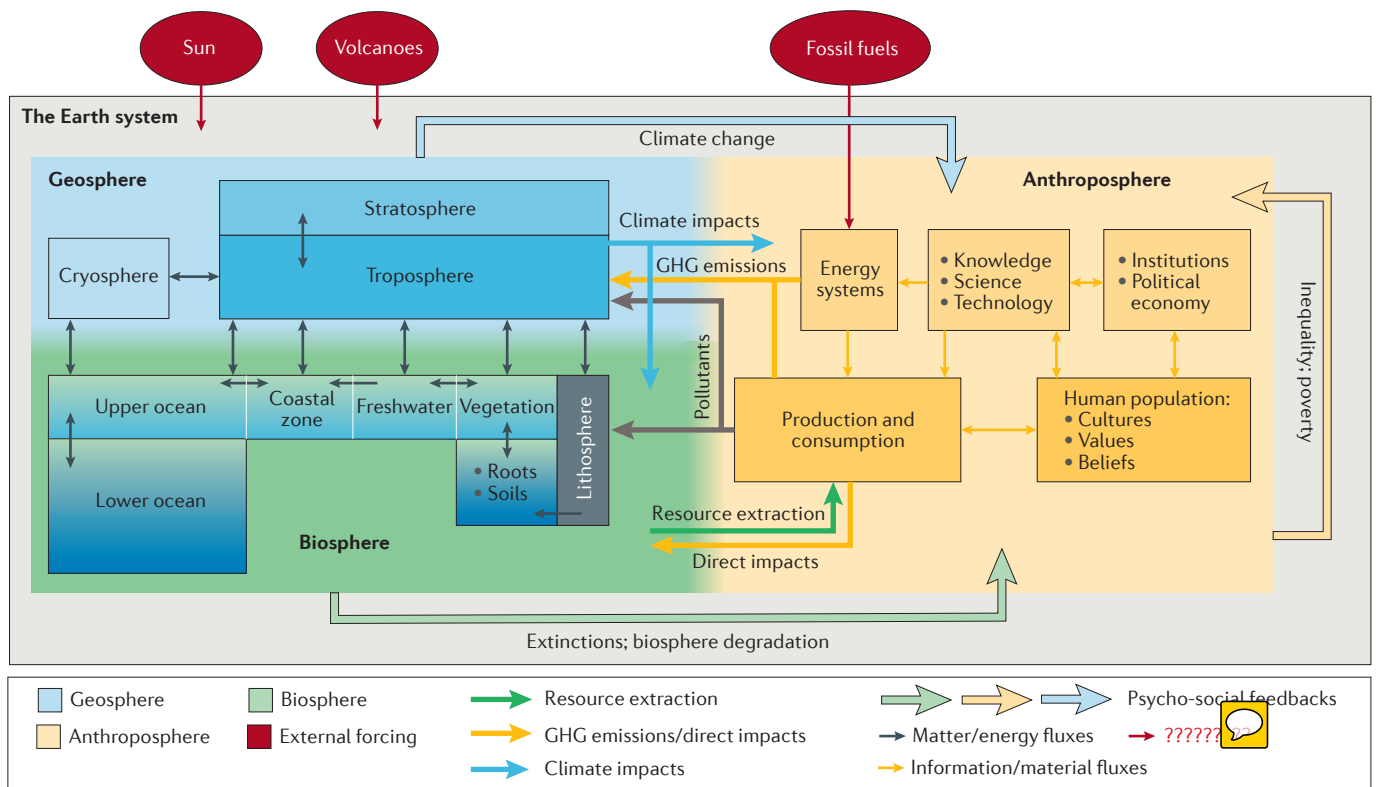 Sun
Volcanoes
Fossil fuels
The Earth system
Climate change
Geosphere
Anthroposphere
Stratosphere
Climate impacts
Cryosphere
Troposphere
GHG emissions
Energy
systems
• Knowledge
• Science
• Technology
• Institutions
• Political
economy
Inequality; poverty
Pollutants
Upper ocean
Coastal
zone
Freshwater
Vegetation
Lithosphere
Production and
consumption
Human population:
• Cultures
• Values
• Beliefs
Lower ocean
• Roots
• Soils
Resource extraction
Biosphere
Direct impacts
Extinctions; biosphere degradation
Geosphere
Biosphere
Resource extraction
Psycho-social feedbacks
Anthroposphere
External forcing
GHG emissions/direct impacts
Matter/energy fluxes
??????
Climate impacts
Information/material fluxes